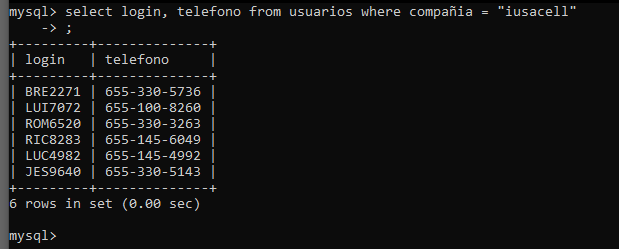 mysql> select login, telefono from usuarios where compañia = "iusacell"
    -> ;
+---------+--------------+
| login   | telefono     |
+---------+--------------+
| BRE2271 | 655-330-5736 |
| LUI7072 | 655-100-8260 |
| ROM6520 | 655-330-3263 |
| RIC8283 | 655-145-6049 |
| LUC4982 | 655-145-4992 |
| JES9640 | 655-330-5143 |
+---------+--------------+
6 rows in set (0.00 sec)

mysql>